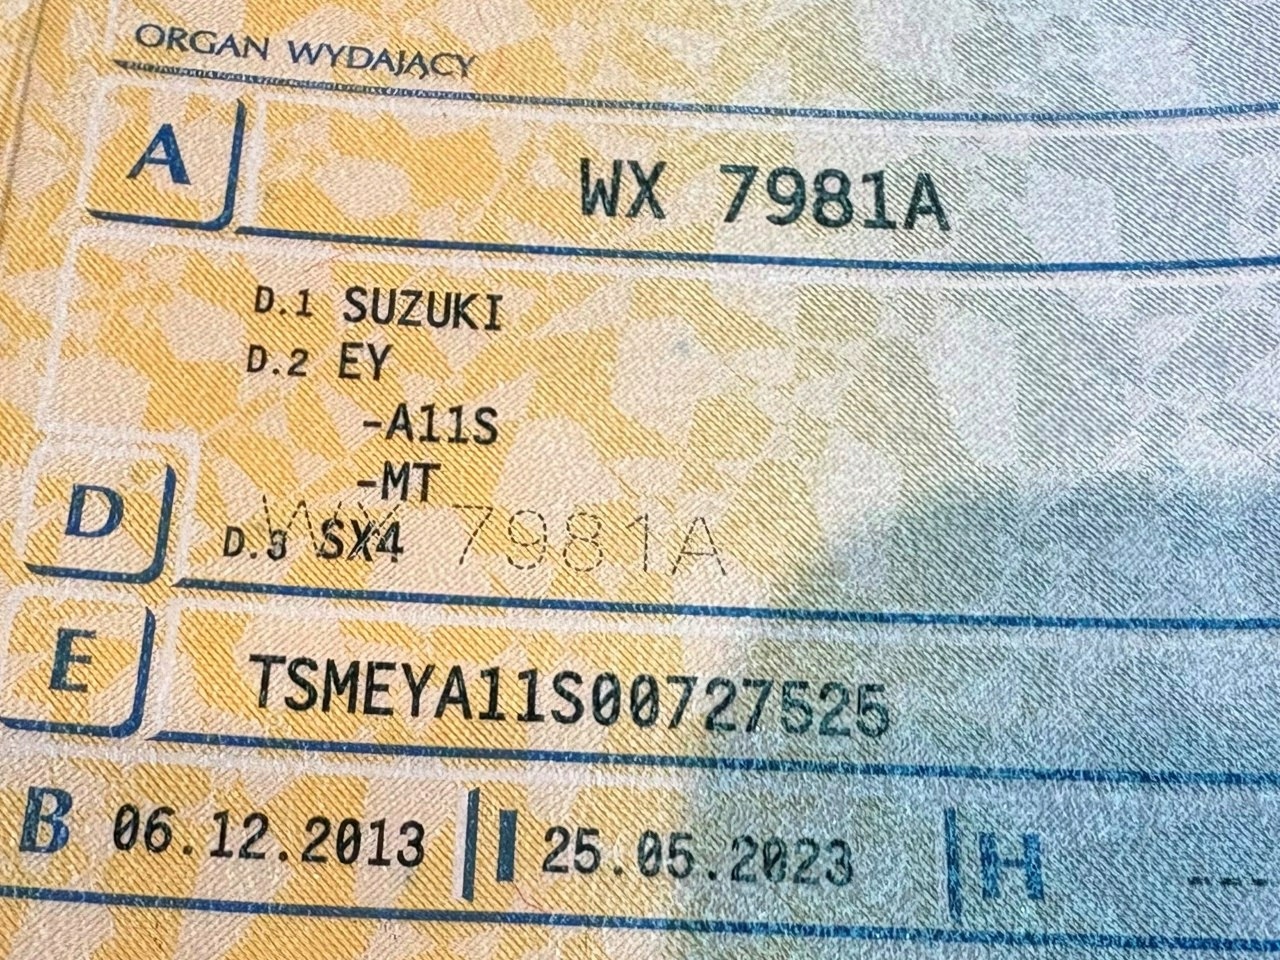 ORGAN WYDAJĄCY
A WX 7981A
D.1 SUZUKI
D.2 EY
-A11S
-MT
WX 7981A
D D.3 SX4
E TSMEYA11S00727525
B 06.12.2013 I 25.05.2023 H ----